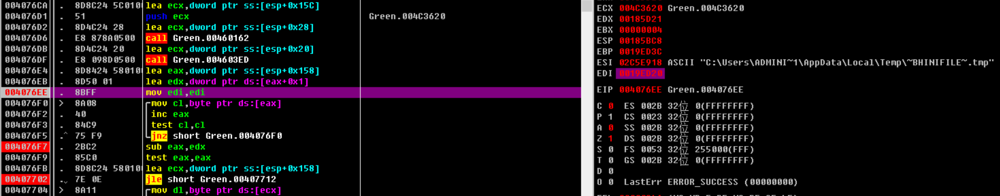 004076CA . 8D8C24 5C010 lea ecx,dword ptr ss:[esp+0x15C]
004076D1 . 51 push ecx Green.004C3620
004076D2 . 8D4C24 28 lea ecx,dword ptr ss:[esp+0x28]
004076D6 . E8 878A0500 call Green.00460162
004076DB . 8D4C24 20 lea ecx,dword ptr ss:[esp+0x20]
004076DF . E8 098D0500 call Green.004603ED
004076E4 . 8D8424 58010 lea eax,dword ptr ss:[esp+0x158]
004076EB . 8D50 01 lea edx,dword ptr ds:[eax+0x1]
004076EE . 8BFF mov edi,edi
004076F0 > 8A08 mov cl,byte ptr ds:[eax]
004076F2 . 40 inc eax
004076F3 . 84C9 test cl,cl
004076F5 .^ 75 F9 jnz short Green.004076F0
004076F7 . 2BC2 sub eax,edx
004076F9 . 85C0 test eax,eax
004076FB . 8D8C24 58010 lea ecx,dword ptr ss:[esp+0x158]
00407702 .v 7E 0E jle short Green.00407712
00407704 > 8A11 mov dl,byte ptr ds:[ecx]
ECX 004C3620 Green.004C3620
EDX 00185D21
EBX 00000004
ESP 00185BC8
EBP 0019ED3C
ESI 02C5E918 ASCII "C:\Users\ADMINI~1\AppData\Local\Temp\~BHINIFILE~.tmp"
EDI 0019ED20
EIP 004076EE Green.004076EE
C 0 ES 002B 32位 0(FFFFFFFF)
P 1 CS 0023 32位 0(FFFFFFFF)
A 0 SS 002B 32位 0(FFFFFFFF)
Z 1 DS 002B 32位 0(FFFFFFFF)
S 0 FS 0053 32位 255000(FFF)
T 0 GS 002B 32位 0(FFFFFFFF)
D 0
O 0 LastErr ERROR_SUCCESS (00000000)